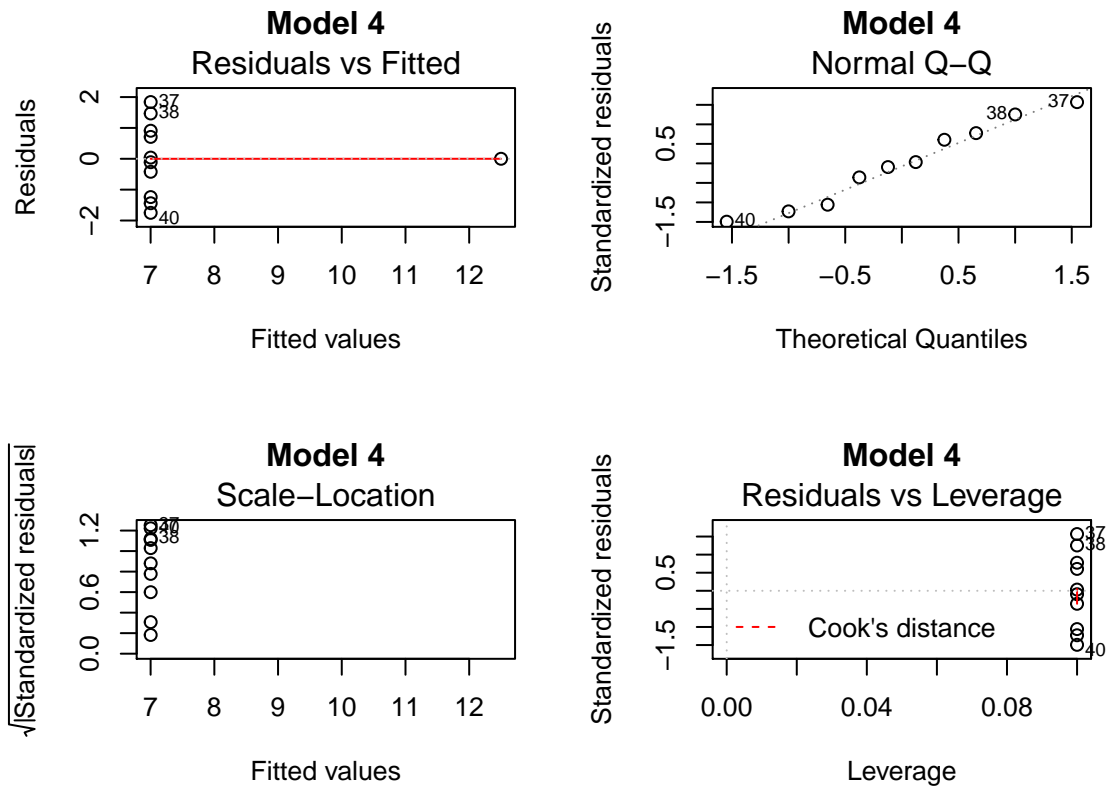 Model 4
Residuals vs Fitted
Residuals
2
0
−2
37
38
40
7 8 9 10 11 12
Fitted values
Model 4
Normal Q−Q
Standardized residuals
0.5
−1.5
40
38
37
−1.5 −0.5 0.5 1.5
Theoretical Quantiles
Model 4
Scale−Location
√|Standardized residuals|
1.2
0.6
0.0
37
40
38
7 8 9 10 11 12
Fitted values
Model 4
Residuals vs Leverage
Standardized residuals
0.5
−1.5
37
38
Cook's distance
40
0.00 0.04 0.08
Leverage